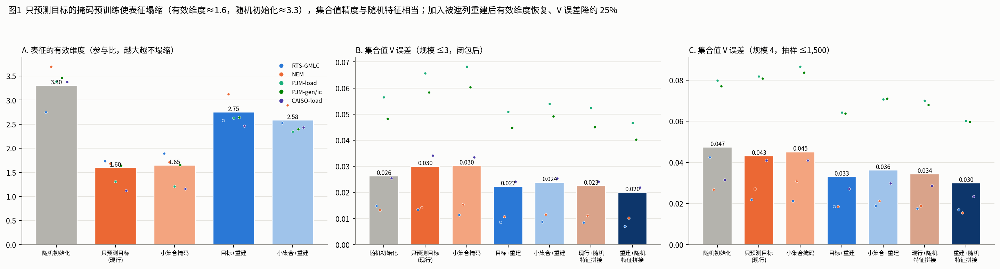 图1 只预测目标的掩码预训练使表征塌缩（有效维度≈1.6，随机初始化≈3.3），集合值精度与随机特征相当；加入被遮列重建后有效维度恢复、V 误差降约 25%
A. 表征的有效维度（参与比，越大越不塌缩）
3.5
3.0
2.5
2.0
1.5
1.0
0.5
0.0
RTS-GMLC
NEM
PJM-load
PJM-gen/ic
CAISO-load
3.30
1.60
1.65
2.75
2.58
随机初始化
只预测目标
(现行)
小集合掩码
目标+重建
小集合+重建
B. 集合值 V 误差（规模 ≤3，闭包后）
0.07
0.06
0.05
0.04
0.03
0.02
0.01
0.00
0.026
0.030
0.030
0.022
0.024
0.023
0.020
随机初始化
只预测目标
(现行)
小集合掩码
目标+重建
小集合+重建
现行+随机
特征拼接
重建+随机
特征拼接
C. 集合值 V 误差（规模 4，抽样 ≤1,500）
0.08
0.06
0.04
0.02
0.00
0.047
0.043
0.045
0.033
0.036
0.034
0.030
随机初始化
只预测目标
(现行)
小集合掩码
目标+重建
小集合+重建
现行+随机
特征拼接
重建+随机
特征拼接